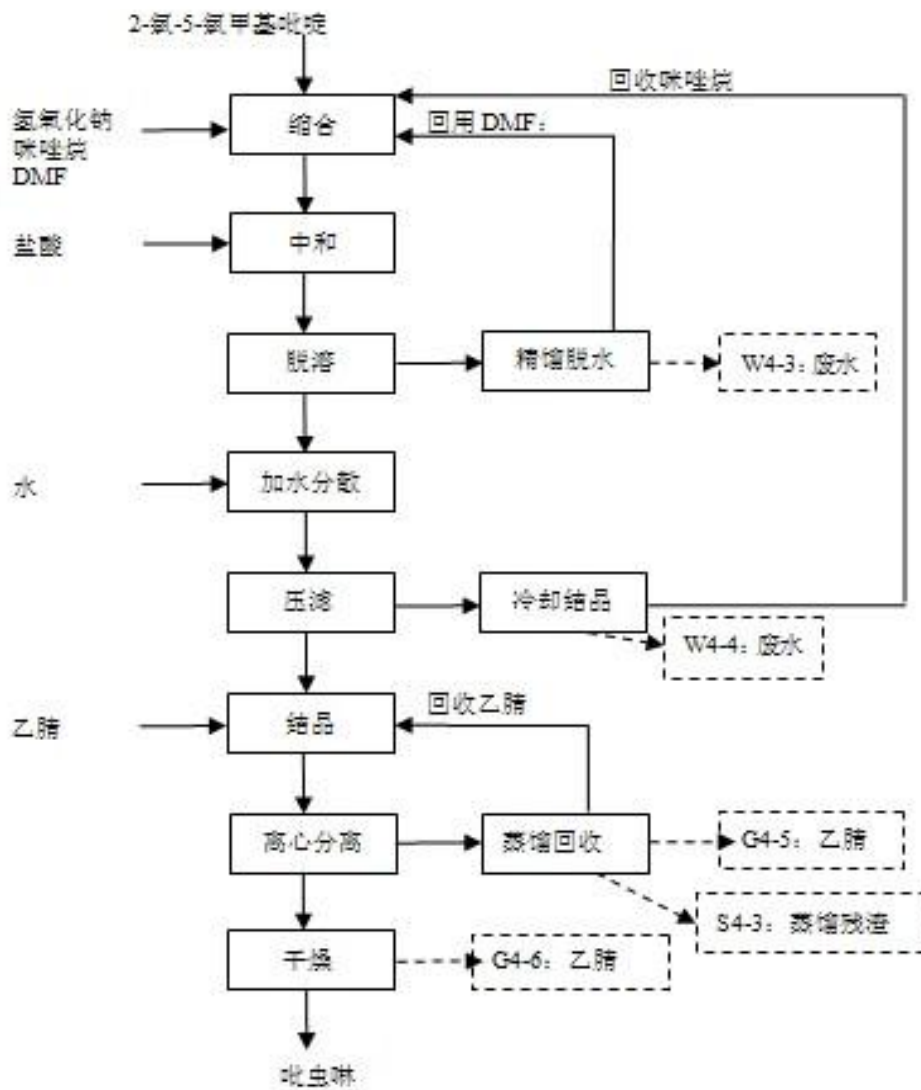 2-氯-5-氯甲基吡啶
回收咪唑烷
氢氧化钠
咪唑烷
DMF
缩合
回用 DMF：
盐酸
中和
脱溶
精馏脱水
W4-3：废水
水
加水分散
压滤
冷却结晶
W4-4：废水
乙腈
结晶
回收乙腈
离心分离
蒸馏回收
G4-5：乙腈
S4-3：蒸馏残渣
干燥
G4-6：乙腈
吡虫啉